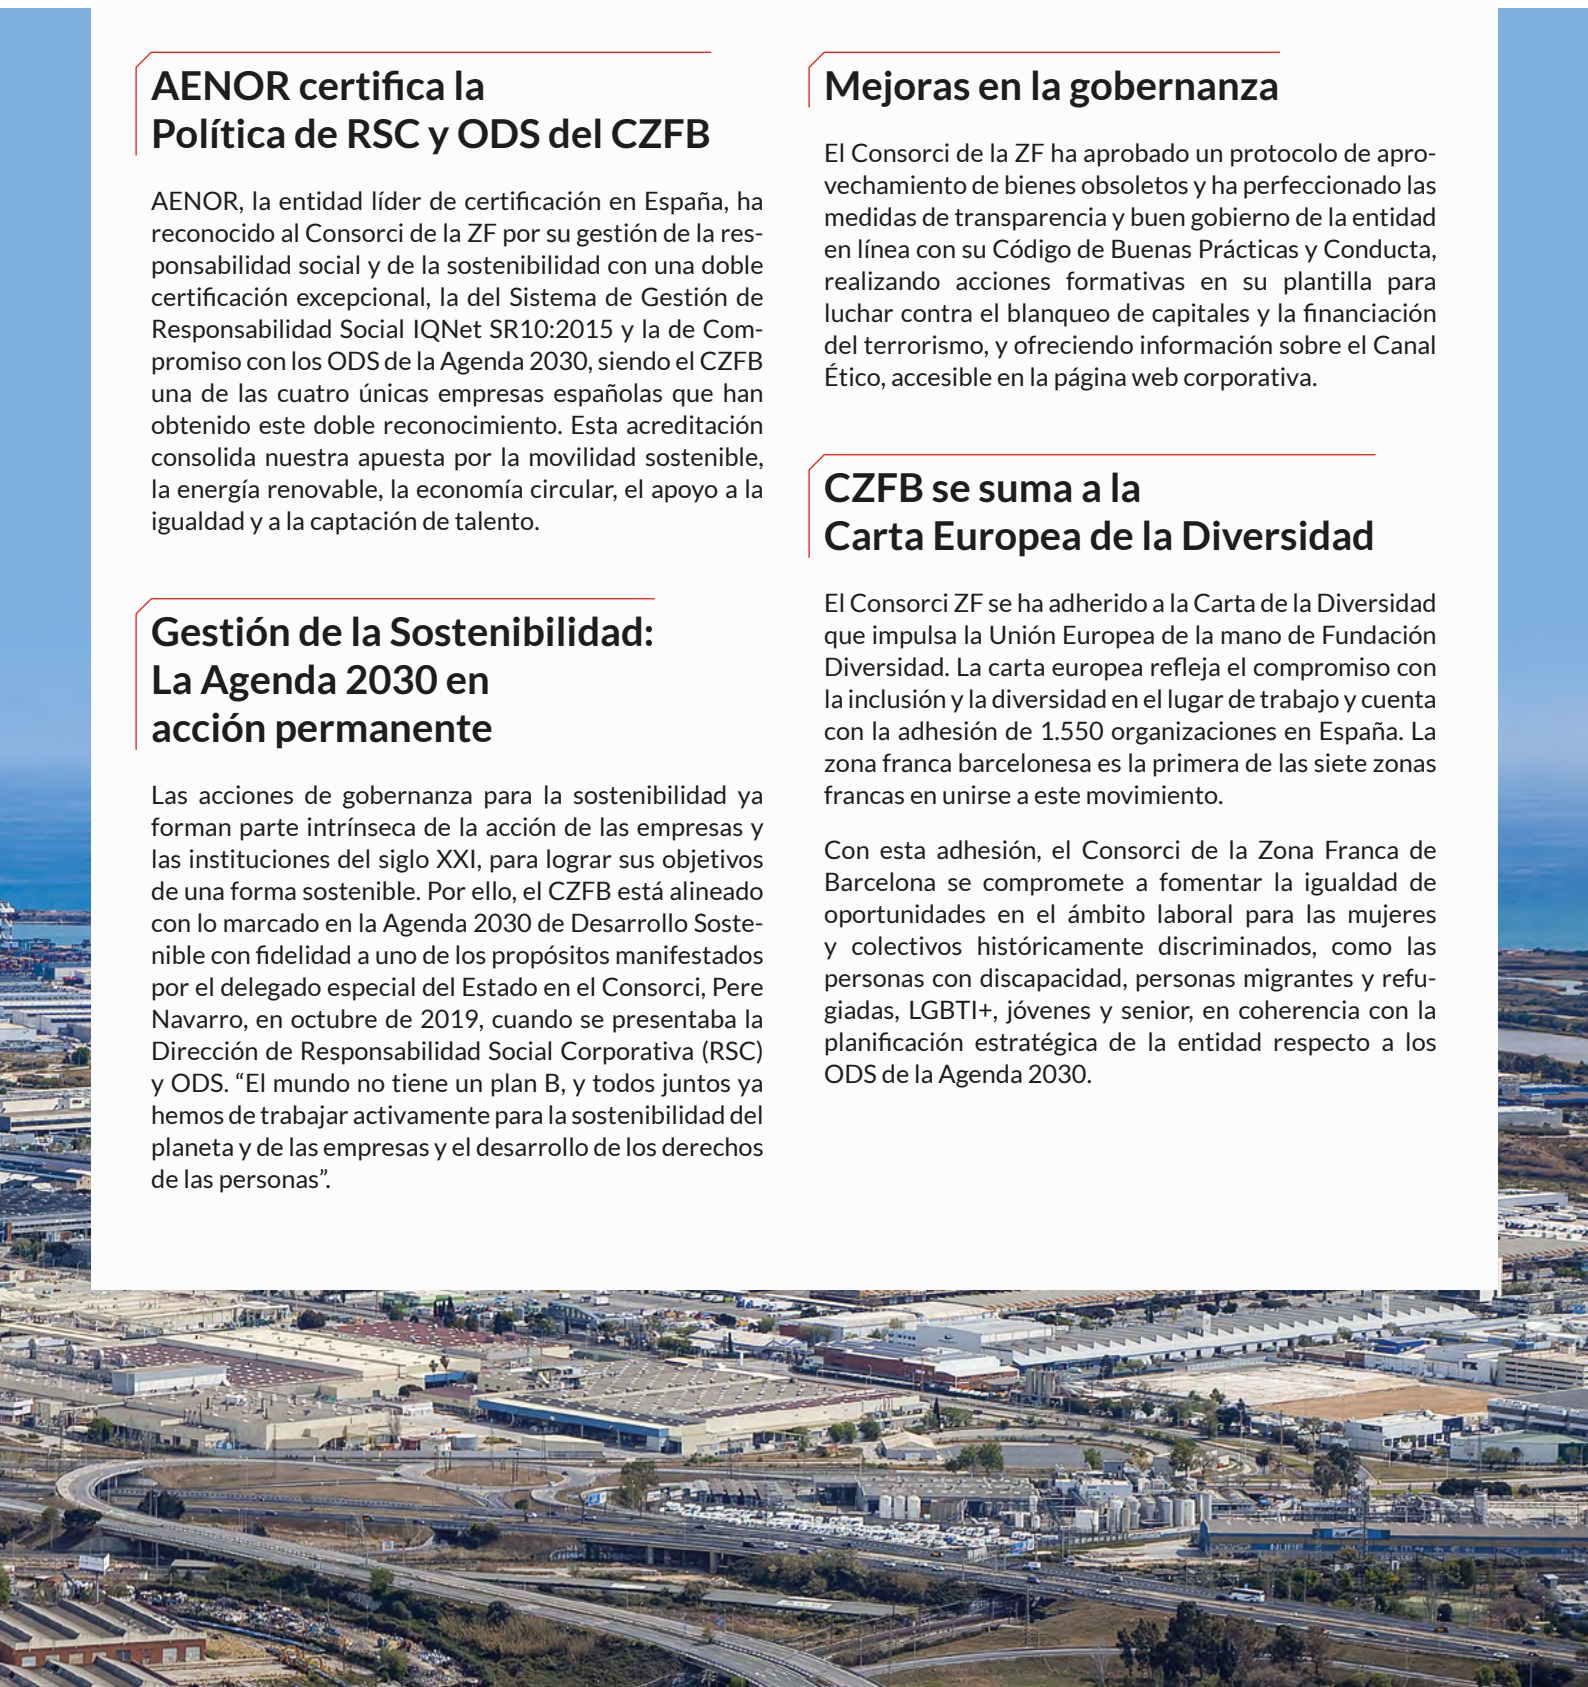 AENOR certifica la
Política de RSC y ODS del CZFB
AENOR, la entidad líder de certificación en España, ha
reconocido al Consorci de la ZF por su gestión de la res-
ponsabilidad social y de la sostenibilidad con una doble
certificación excepcional, la del Sistema de Gestión de
Responsabilidad Social IQNet SR10:2015 y la de Com-
promiso con los ODS de la Agenda 2030, siendo el CZFB
una de las cuatro únicas empresas españolas que han
obtenido este doble reconocimiento. Esta acreditación
consolida nuestra apuesta por la movilidad sostenible,
la energía renovable, la economía circular, el apoyo a la
igualdad y a la captación de talento.
Gestión de la Sostenibilidad:
La Agenda 2030 en
acción permanente
Las acciones de gobernanza para la sostenibilidad ya
forman parte intrínseca de la acción de las empresas y
las instituciones del siglo XXI, para lograr sus objetivos
de una forma sostenible. Por ello, el CZFB está alineado
con lo marcado en la Agenda 2030 de Desarrollo Soste-
nible con fidelidad a uno de los propósitos manifestados
por el delegado especial del Estado en el Consorci, Pere
Navarro, en octubre de 2019, cuando se presentaba la
Dirección de Responsabilidad Social Corporativa (RSC)
y ODS. “El mundo no tiene un plan B, y todos juntos ya
hemos de trabajar activamente para la sostenibilidad del
planeta y de las empresas y el desarrollo de los derechos
de las personas”.
Mejoras en la gobernanza
El Consorci de la ZF ha aprobado un protocolo de apro-
vechamiento de bienes obsoletos y ha perfeccionado las
medidas de transparencia y buen gobierno de la entidad
en línea con su Código de Buenas Prácticas y Conducta,
realizando acciones formativas en su plantilla para
luchar contra el blanqueo de capitales y la financiación
del terrorismo, y ofreciendo información sobre el Canal
Ético, accesible en la página web corporativa.
CZFB se suma a la
Carta Europea de la Diversidad
El Consorci ZF se ha adherido a la Carta de la Diversidad
que impulsa la Unión Europea de la mano de Fundación
Diversidad. La carta europea refleja el compromiso con
la inclusión y la diversidad en el lugar de trabajo y cuenta
con la adhesión de 1.550 organizaciones en España. La
zona franca barcelonesa es la primera de las siete zonas
francas en unirse a este movimiento.
Con esta adhesión, el Consorci de la Zona Franca de
Barcelona se compromete a fomentar la igualdad de
oportunidades en el ámbito laboral para las mujeres
y colectivos históricamente discriminados, como las
personas con discapacidad, personas migrantes y refu-
giadas, LGBTI+, jóvenes y senior, en coherencia con la
planificación estratégica de la entidad respecto a los
ODS de la Agenda 2030.